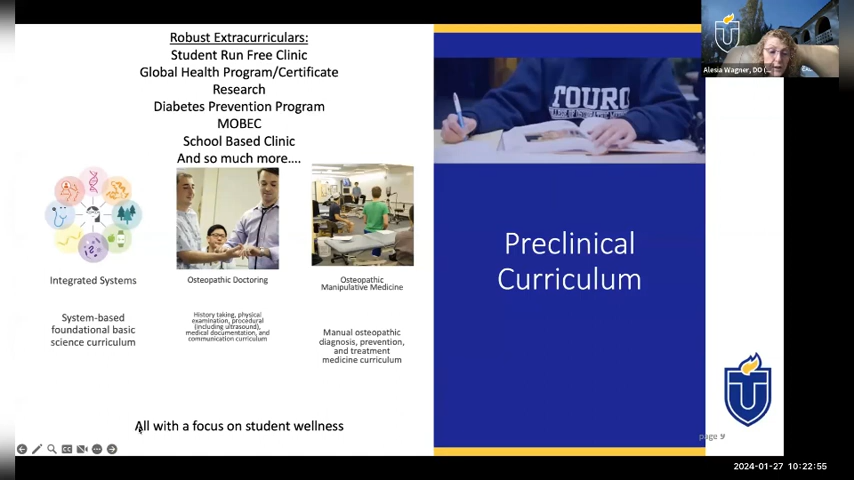 Robust Extracurriculars:
Student Run Free Clinic
Global Health Program/Certificate
Research
Diabetes Prevention Program
MOBEC
School Based Clinic
And so much more....
Integrated Systems
System-based
foundational basic
science curriculum
Osteopathic Doctoring
History taking, physical
examination, procedural
(including ultrasound),
medical documentation, and
communication curriculum
Osteopathic
Manipulative Medicine
Manual osteopathic
diagnosis, prevention,
and treatment
medicine curriculum
All with a focus on student wellness
TOURO
Preclinical
Curriculum
page 9
Alesia Wagner, DO
2024-01-27 10:22:55